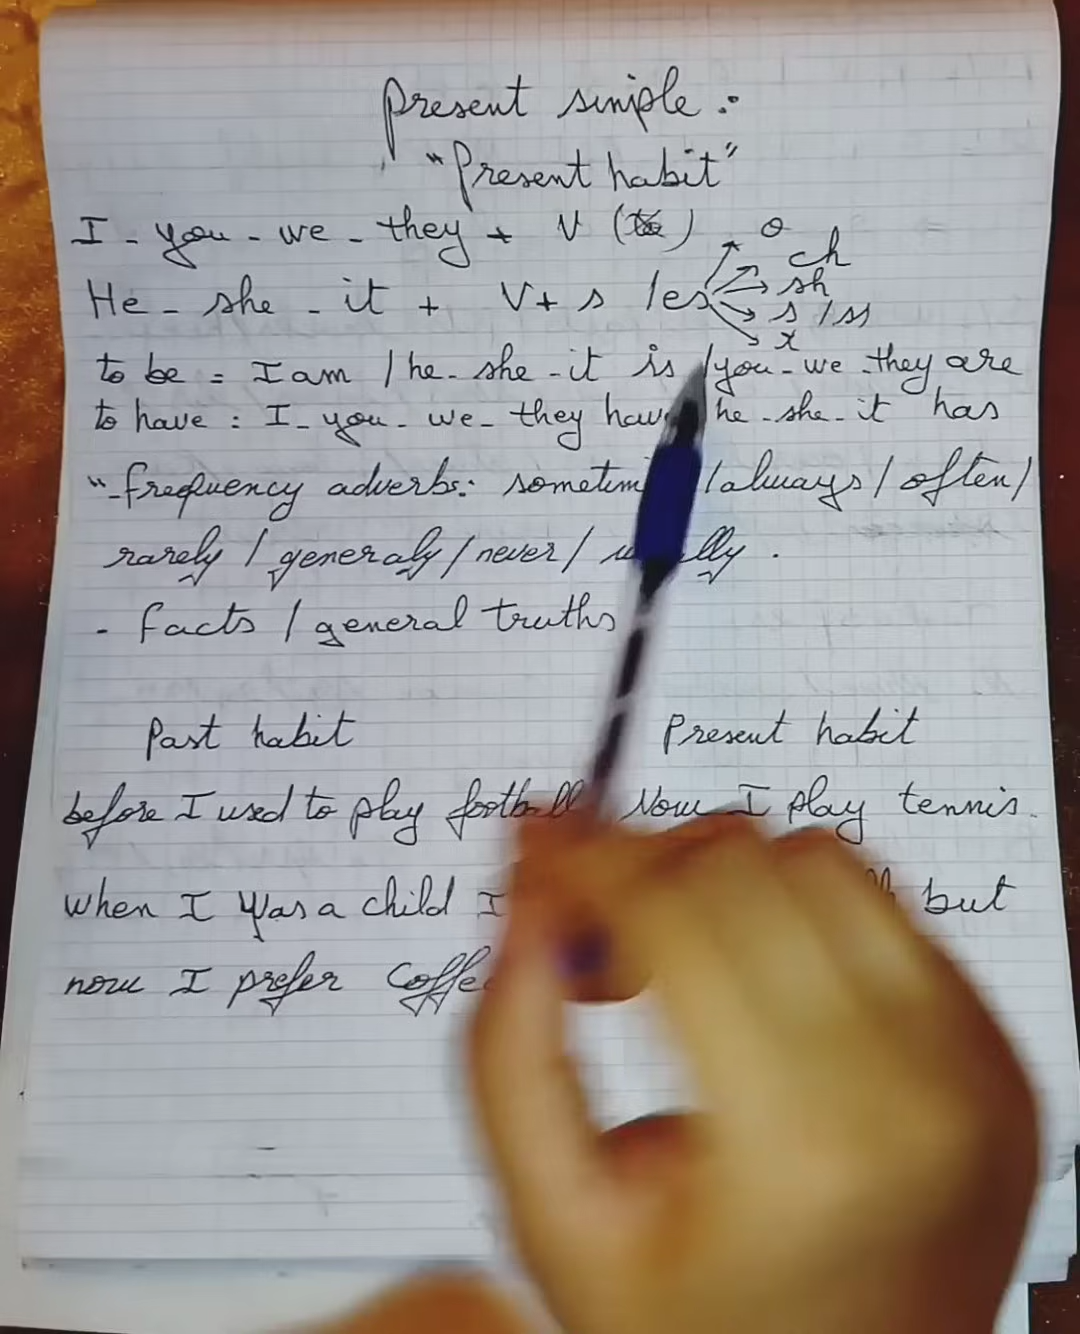 present simple :
"Present habit"
I - you - we - they + V (to)
o
ch
He - she - it + V + s / es
sh
s / ss
x
to be = I am / he - she - it is / you - we - they are
to have : I - you - we - they have he - she - it has
"- frequency adverbs: / always / often /
rarely / generaly / never /
- facts / general truths
Past habit Present habit
before I used to play football Now I play tennis.
when I was a child I but
now I prefer coffee